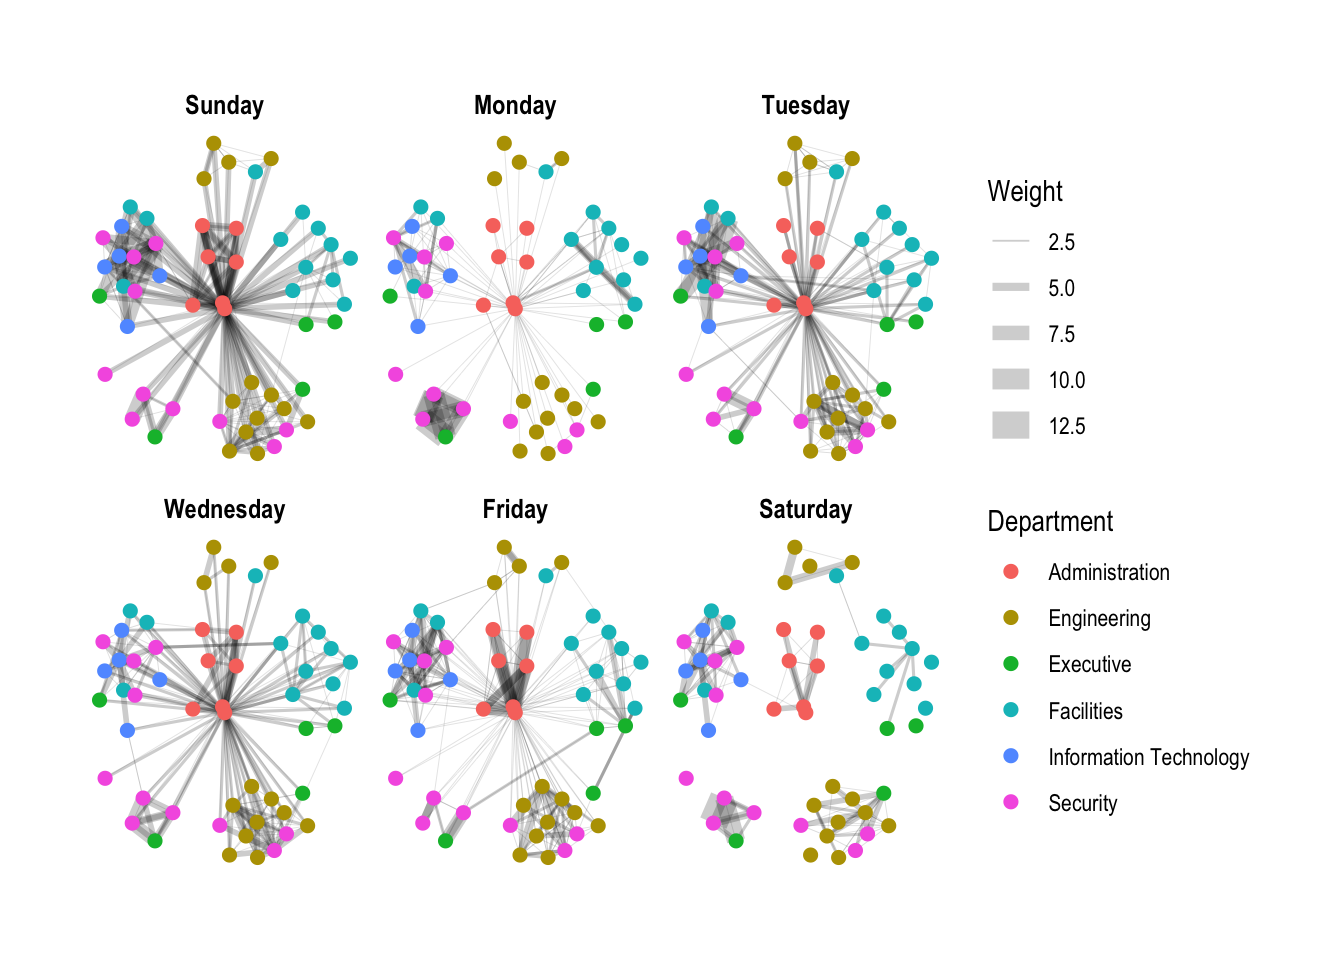 Sunday
Monday
Tuesday
Wednesday
Friday
Saturday
Weight
2.5
5.0
7.5
10.0
12.5
Department
Administration
Engineering
Executive
Facilities
Information Technology
Security